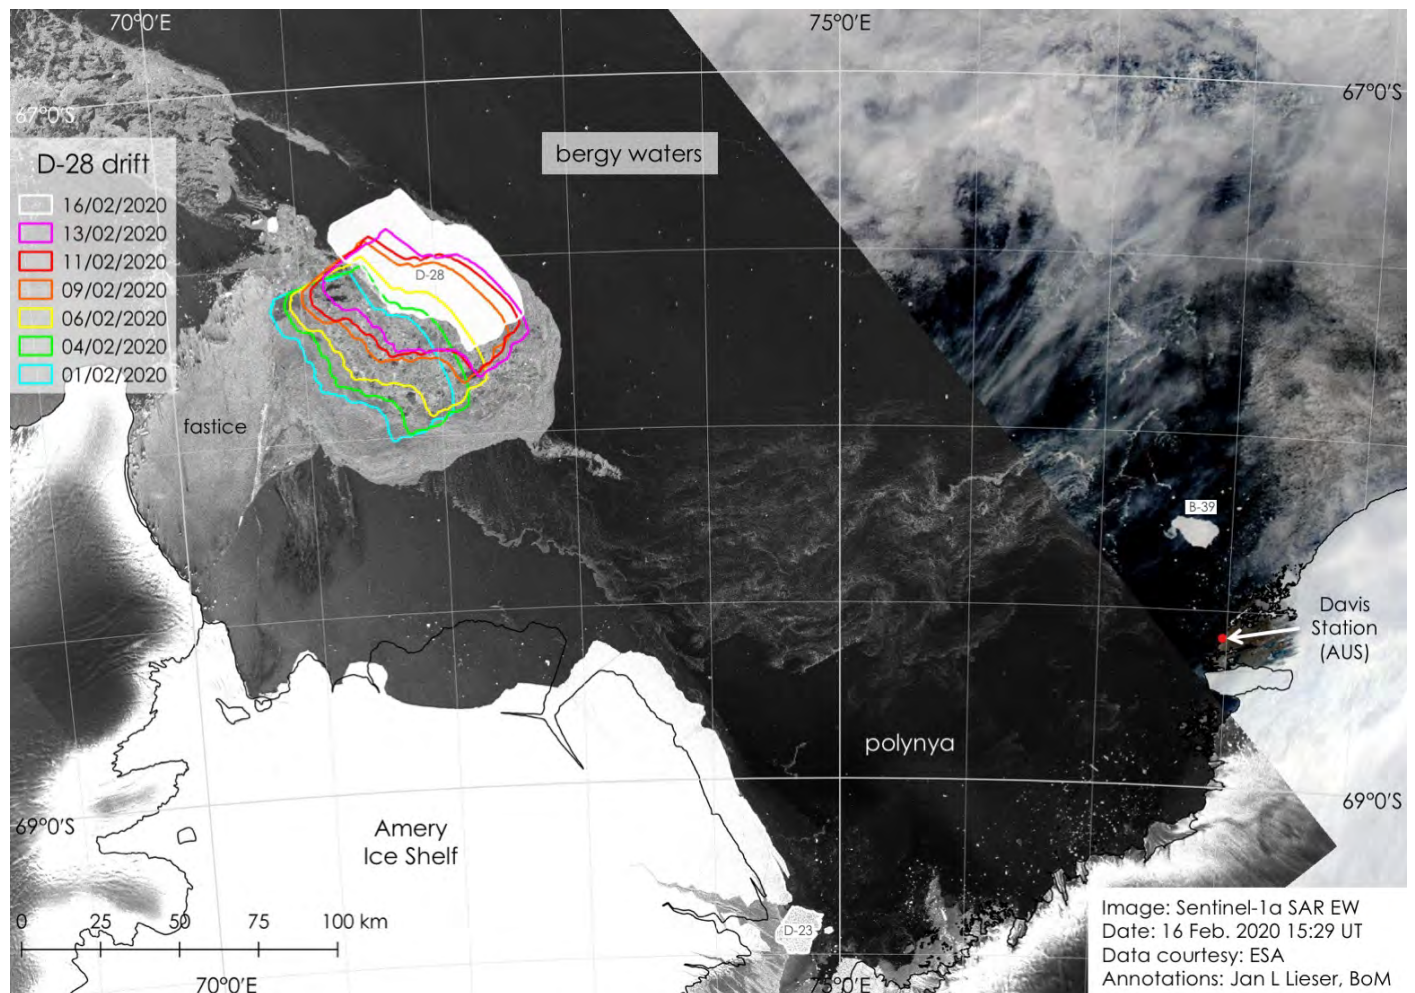 70°0'E
75°0'E
67°0'S
67°0'S
bergy waters
D-28 drift
16/02/2020
13/02/2020
11/02/2020
09/02/2020
06/02/2020
04/02/2020
01/02/2020
D-28
fastice
B-39
Davis
Station
(AUS)
polynya
69°0'S
69°0'S
Amery
Ice Shelf
0 25 50 75 100 km
D-23
70°0'E
75°0'E
Image: Sentinel-1a SAR EW
Date: 16 Feb. 2020 15:29 UT
Data courtesy: ESA
Annotations: Jan L Lieser, BoM